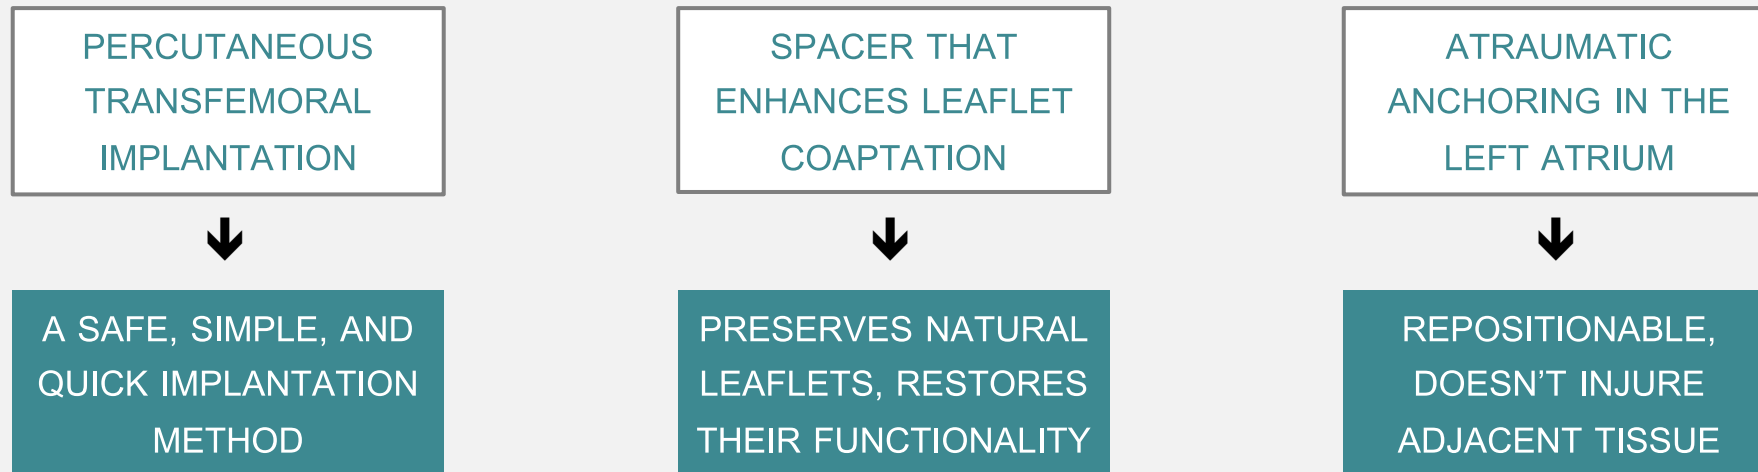 PERCUTANEOUS
TRANSFEMORAL
IMPLANTATION
A SAFE, SIMPLE, AND
QUICK IMPLANTATION
METHOD
SPACER THAT
ENHANCES LEAFLET
COAPTATION
PRESERVES NATURAL
LEAFLETS, RESTORES
THEIR FUNCTIONALITY
ATRAUMATIC
ANCHORING IN THE
LEFT ATRIUM
REPOSITIONABLE,
DOESN’T INJURE
ADJACENT TISSUE